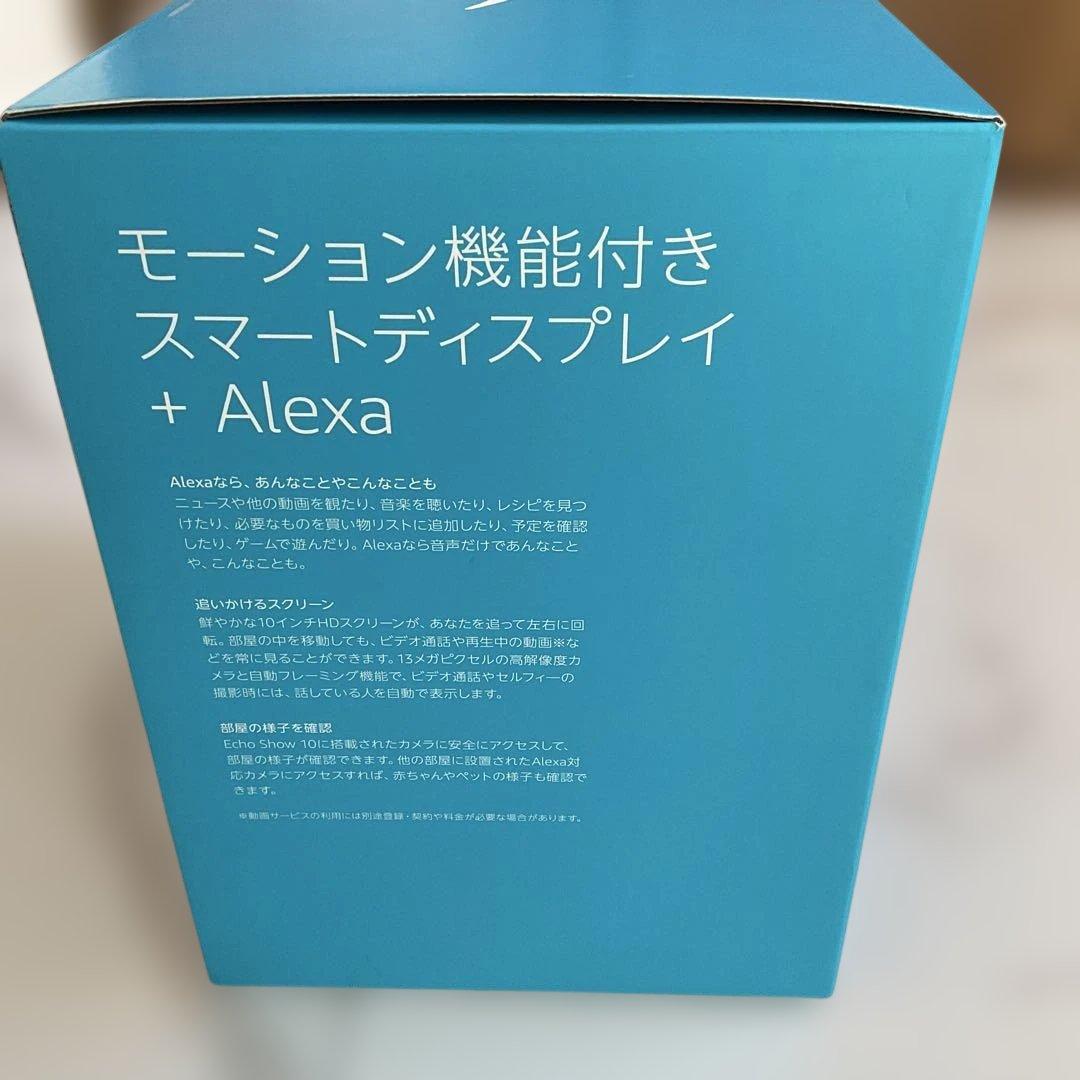 モーション機能付き
スマートディスプレイ
+ Alexa
Alexaなら、あんなことやこんなことも
ニュースや他の動画を観たり、音楽を聴いたり、レシピを見つ
けたり、必要なものを買い物リストに追加したり、予定を確認
したり、ゲームで遊んだり。Alexaなら音声だけであんなこと
や、こんなことも。
追いかけるスクリーン
鮮やかな10インチHDスクリーンが、あなたを追って左右に回
転。部屋の中を移動しても、ビデオ通話や再生中の動画※な
どを常に見ることができます。13メガピクセルの高解像度カ
メラと自動フレーミング機能で、ビデオ通話やセルフィーの
撮影時には、話している人を自動で表示します。
部屋の様子を確認
Echo Show 10に搭載されたカメラに安全にアクセスして、
部屋の様子が確認できます。他の部屋に設置されたAlexa対
応カメラにアクセスすれば、赤ちゃんやペットの様子も確認で
きます。
※動画サービスの利用には別途登録・契約や料金が必要な場合があります。